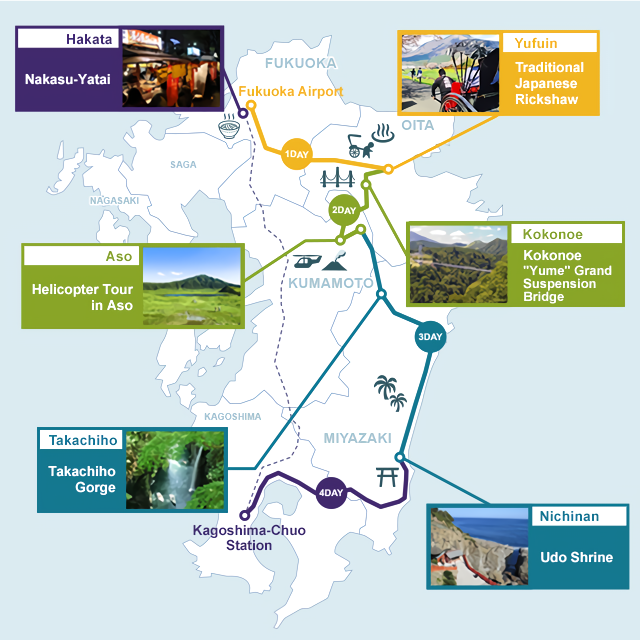 Hakata
Nakasu-Yatai
FUKUOKA
Fukuoka Airport
Yufuin
Traditional
Japanese
Rickshaw
OITA
1DAY
SAGA
NAGASAKI
2DAY
Aso
Helicopter Tour
in Aso
KUMAMOTO
Kokonoe
Kokonoe
"Yume" Grand
Suspension
Bridge
3DAY
KAGOSHIMA
MIYAZAKI
Takachiho
Takachiho
Gorge
4DAY
Kagoshima-Chuo
Station
Nichinan
Udo Shrine